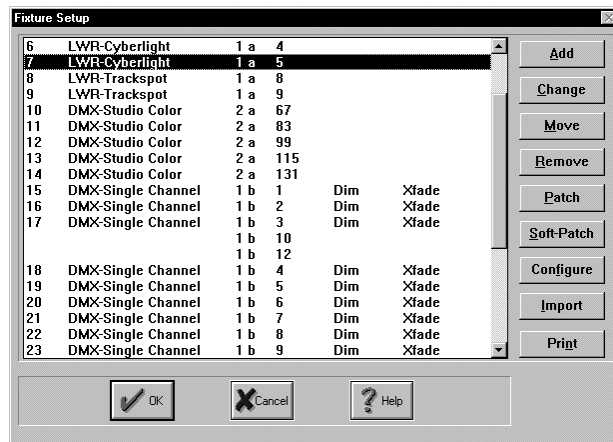 Fixture Setup
6 LWR-Cyberlight 1 a 4
7 LWR-Cyberlight 1 a 5
8 LWR-Trackspot 1 a 8
9 LWR-Trackspot 1 a 9
10 DMX-Studio Color 2 a 67
11 DMX-Studio Color 2 a 83
12 DMX-Studio Color 2 a 99
13 DMX-Studio Color 2 a 115
14 DMX-Studio Color 2 a 131
15 DMX-Single Channel 1 b 1 Dim Xfade
16 DMX-Single Channel 1 b 2 Dim Xfade
17 DMX-Single Channel 1 b 3 Dim Xfade
1 b 10
1 b 12
18 DMX-Single Channel 1 b 4 Dim Xfade
19 DMX-Single Channel 1 b 5 Dim Xfade
20 DMX-Single Channel 1 b 6 Dim Xfade
21 DMX-Single Channel 1 b 7 Dim Xfade
22 DMX-Single Channel 1 b 8 Dim Xfade
23 DMX-Single Channel 1 b 9 Dim Xfade
Add
Change
Move
Remove
Patch
Soft-Patch
Configure
Import
Print
OK
Cancel
Help